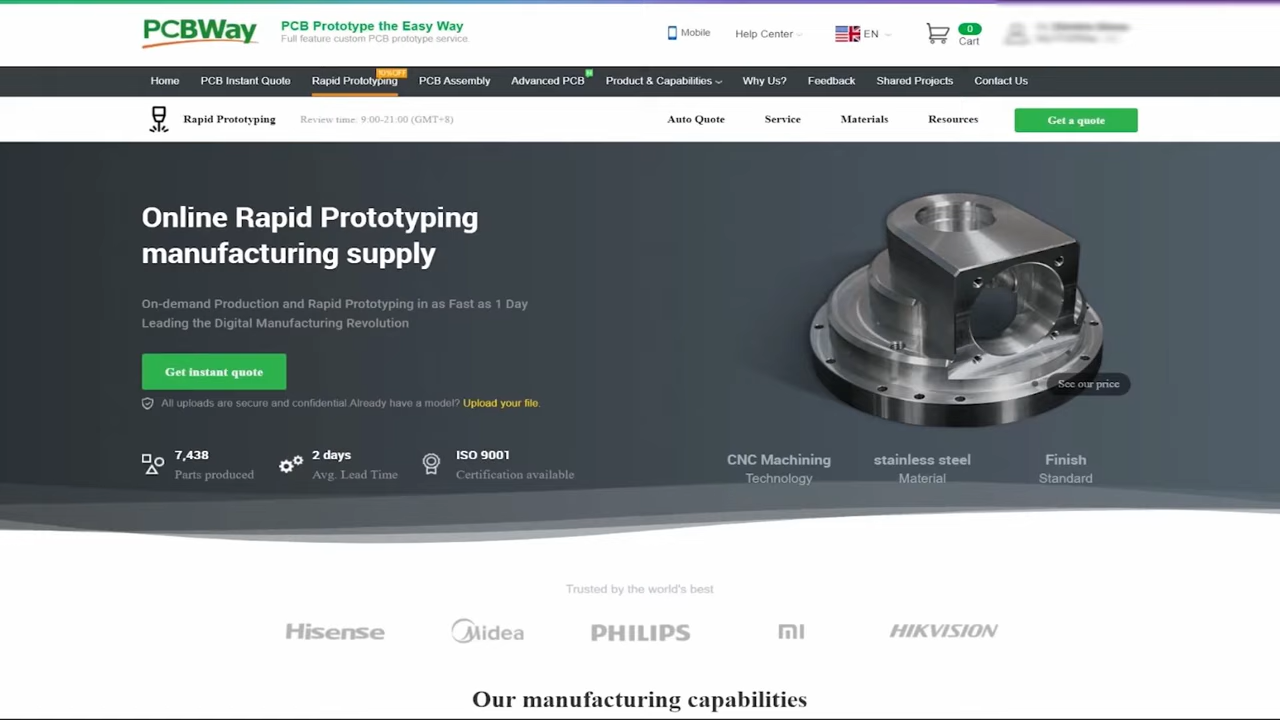 PCBWay
PCB Prototype the Easy Way
Full feature custom PCB prototype service.
Mobile
Help Center
EN
0
Cart
Home
PCB Instant Quote
Rapid Prototyping
PCB Assembly
Advanced PCB
Product & Capabilities
Why Us?
Feedback
Shared Projects
Contact Us
Rapid Prototyping
Review time: 9:00-21:00 (GMT+8)
Auto Quote
Service
Materials
Resources
Get a quote
Online Rapid Prototyping
manufacturing supply
On-demand Production and Rapid Prototyping in as Fast as 1 Day
Leading the Digital Manufacturing Revolution
Get instant quote
All uploads are secure and confidential.Already have a model? Upload your file.
7,438
Parts produced
2 days
Avg. Lead Time
ISO 9001
Certification available
See our price
CNC Machining
Technology
stainless steel
Material
Finish
Standard
Trusted by the world's best
Hisense
Midea
PHILIPS
MI
HIKVISION
Our manufacturing capabilities